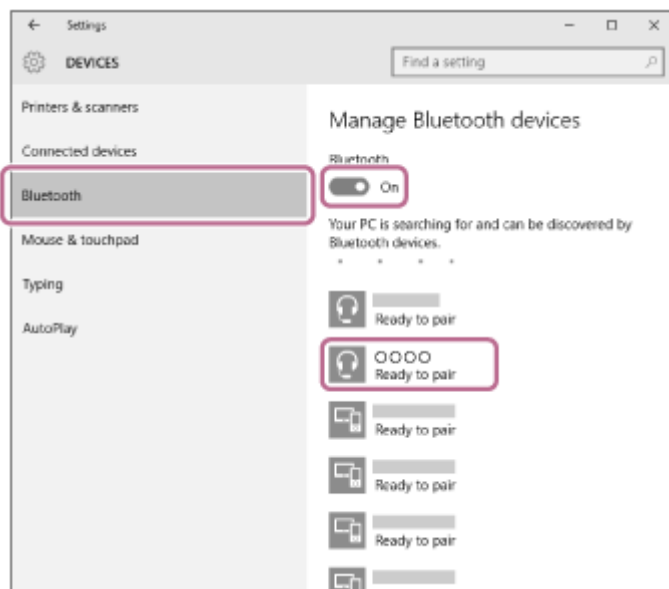 Settings
DEVICES
Find a setting
Printers & scanners
Connected devices
Bluetooth
Mouse & touchpad
Typing
AutoPlay
Manage Bluetooth devices
Bluetooth
On
Your PC is searching for and can be discovered by
Bluetooth devices.
Ready to pair
OOOO
Ready to pair
Ready to pair
Ready to pair
Ready to pair